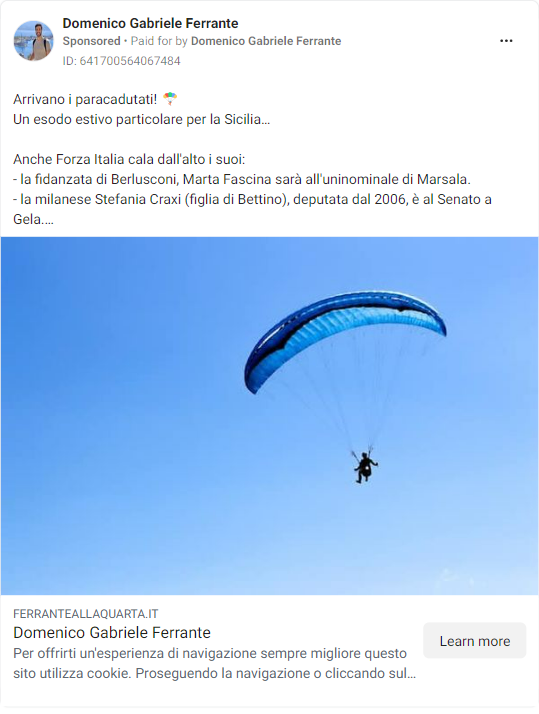 Domenico Gabriele Ferrante
Sponsored • Paid for by Domenico Gabriele Ferrante
ID: 641700564067484
Arrivano i paracadutati! 🪂
Un esodo estivo particolare per la Sicilia...
Anche Forza Italia cala dall'alto i suoi:
- la fidanzata di Berlusconi, Marta Fascina sarà all'uninominale di Marsala.
- la milanese Stefania Craxi (figlia di Bettino), deputata dal 2006, è al Senato a
Gela....
FERRANTEALLAQUARTA.IT
Domenico Gabriele Ferrante
Per offrirti un'esperienza di navigazione sempre migliore questo
sito utilizza cookie. Proseguendo la navigazione o cliccando sul...
Learn more